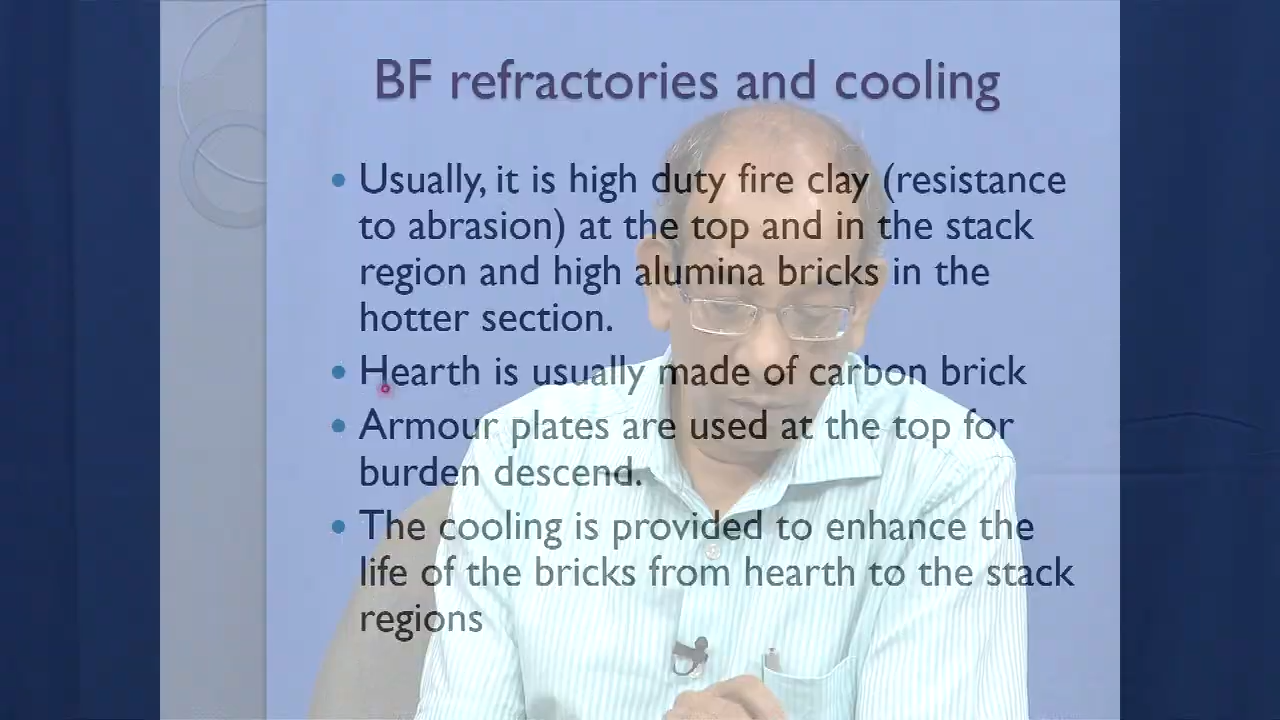 BF refractories and cooling
• Usually, it is high duty fire clay (resistance
to abrasion) at the top and in the stack
region and high alumina bricks in the
hotter section.
• Hearth is usually made of carbon brick
• Armour plates are used at the top for
burden descend.
• The cooling is provided to enhance the
life of the bricks from hearth to the stack
regions